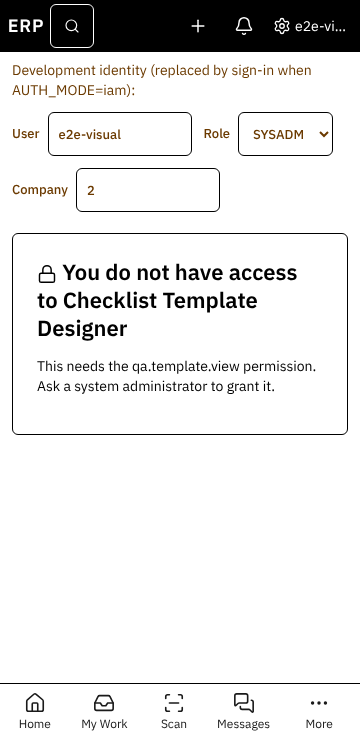 ERP
e2e-vi...
Development identity (replaced by sign-in when
AUTH_MODE=iam):
User e2e-visual Role SYSADM
Company 2
You do not have access
to Checklist Template
Designer
This needs the qa.template.view permission.
Ask a system administrator to grant it.
Home My Work Scan Messages More